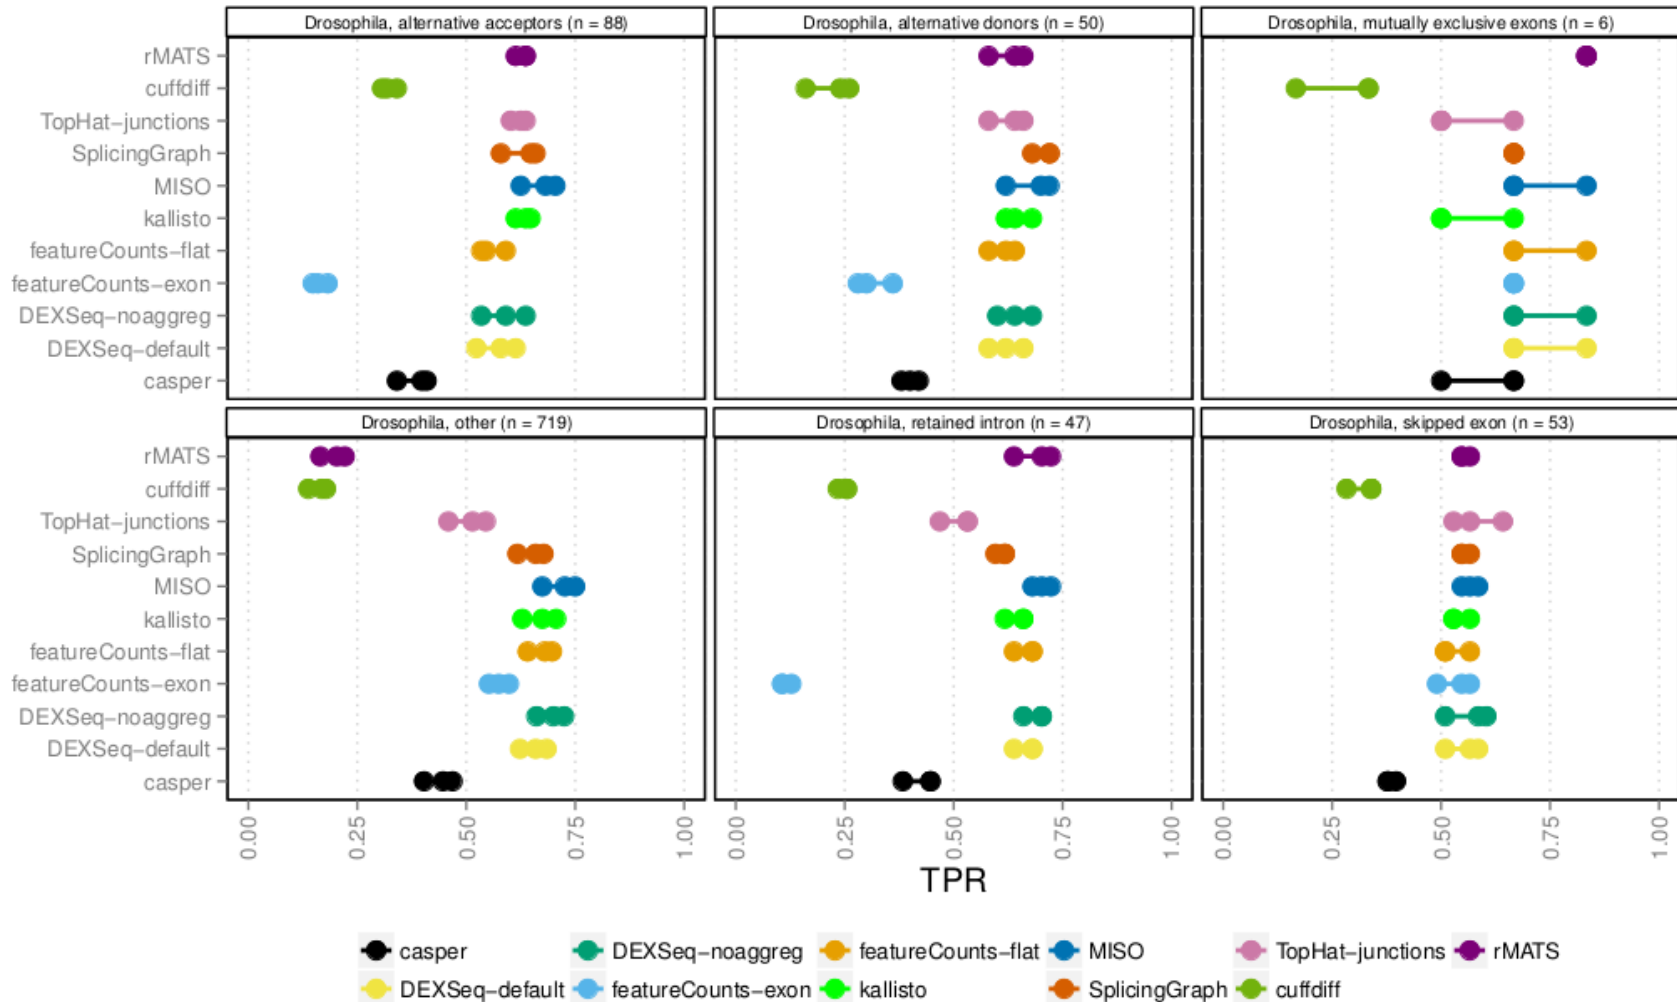 Drosophila, alternative acceptors (n = 88)
Drosophila, alternative donors (n = 50)
Drosophila, mutually exclusive exons (n = 6)
rMATS
cuffdiff
TopHat−junctions
SplicingGraph
MISO
kallisto
featureCounts−flat
featureCounts−exon
DEXSeq−noaggreg
DEXSeq−default
casper
Drosophila, other (n = 719)
Drosophila, retained intron (n = 47)
Drosophila, skipped exon (n = 53)
rMATS
cuffdiff
TopHat−junctions
SplicingGraph
MISO
kallisto
featureCounts−flat
featureCounts−exon
DEXSeq−noaggreg
DEXSeq−default
casper
0.00 0.25 0.50 0.75 1.00
0.00 0.25 0.50 0.75 1.00
0.00 0.25 0.50 0.75 1.00
TPR
casper DEXSeq−noaggreg featureCounts−flat MISO TopHat−junctions rMATS
DEXSeq−default featureCounts−exon kallisto SplicingGraph cuffdiff